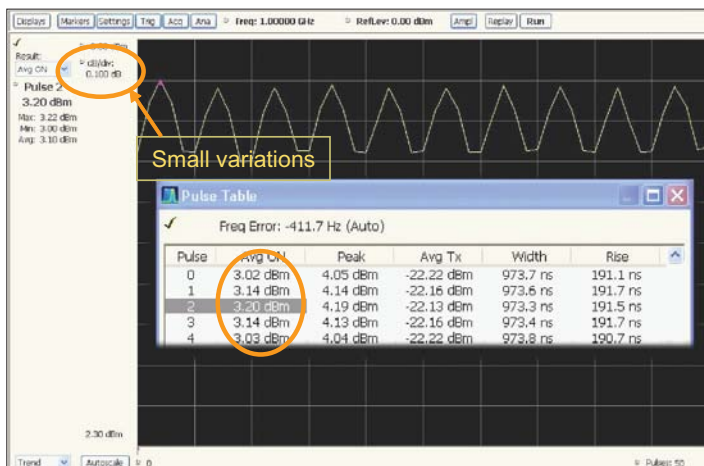 Displays Markers Settings Trig Acq Ana Freq: 1.00000 GHz RefLev: 0.00 dBm Ampl Replay Run
Result:
Avg ON
dB/div:
0.100 dB
Pulse 2
3.20 dBm
Max: 3.22 dBm
Min: 3.00 dBm
Avg: 3.10 dBm
Small variations
Pulse Table
Freq Error: -411.7 Hz (Auto)
Pulse Avg ON Peak Avg Tx Width Rise
0 3.02 dBm 4.05 dBm -22.22 dBm 973.7 ns 191.1 ns
1 3.14 dBm 4.14 dBm -22.16 dBm 973.6 ns 191.7 ns
2 3.20 dBm 4.19 dBm -22.13 dBm 973.3 ns 191.5 ns
3 3.14 dBm 4.13 dBm -22.16 dBm 973.4 ns 191.7 ns
4 3.03 dBm 4.04 dBm -22.22 dBm 973.8 ns 190.7 ns
2.30 dBm
Trend Autoscale 0 Pulses: 50